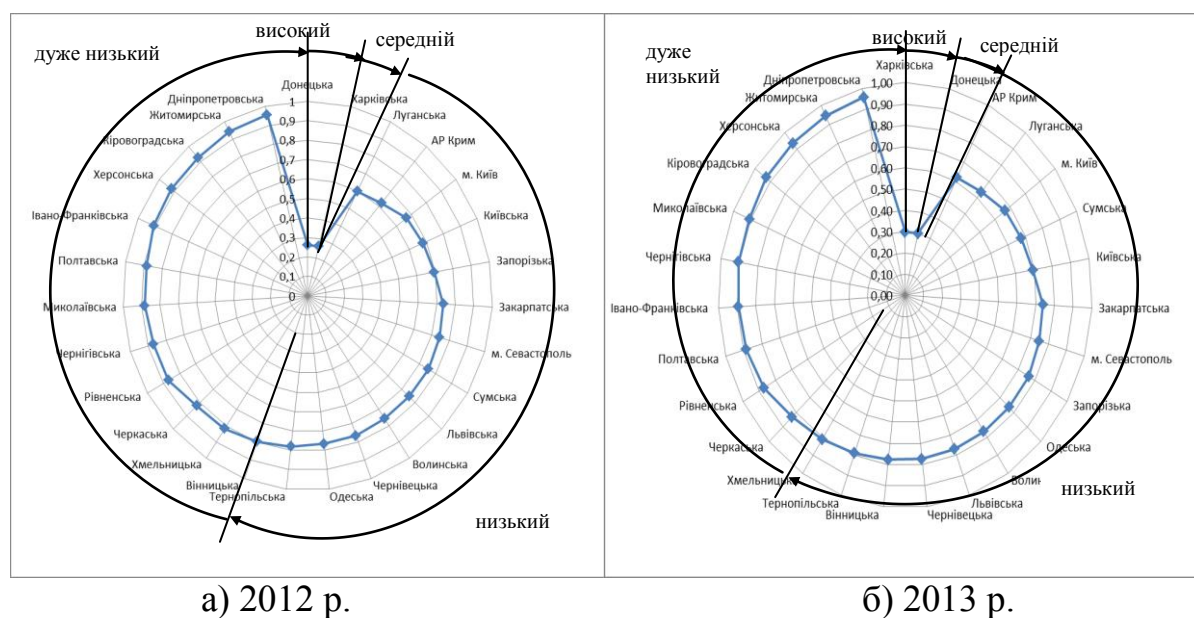 високий
середній
дуже низький
Донецька
Харківська
Луганська
АР Крим
м. Київ
Київська
Запорізька
Закарпатська
м. Севастополь
Сумська
Львівська
Волинська
Чернівецька
Одеська
Тернопільська
Вінницька
Хмельницька
Черкаська
Рівненська
Чернігівська
Миколаївська
Полтавська
Івано-Франківська
Херсонська
Кіровоградська
Житомирська
Дніпропетровська
1
0,9
0,8
0,7
0,6
0,5
0,4
0,3
0,2
0,1
0
низький
а) 2012 р.
високий
середній
дуже
низький
Харківська
Донецька
АР Крим
Луганська
м. Київ
Сумська
Київська
Закарпатська
м. Севастополь
Запорізька
Одеська
Львівська
Чернівецька
Вінницька
Тернопільська
Хмельницька
Черкаська
Рівненська
Полтавська
Івано-Франківська
Чернігівська
Миколаївська
Кіровоградська
Херсонська
Житомирська
Дніпропетровська
1,00
0,90
0,80
0,70
0,60
0,50
0,40
0,30
0,20
0,10
0,00
низький
б) 2013 р.